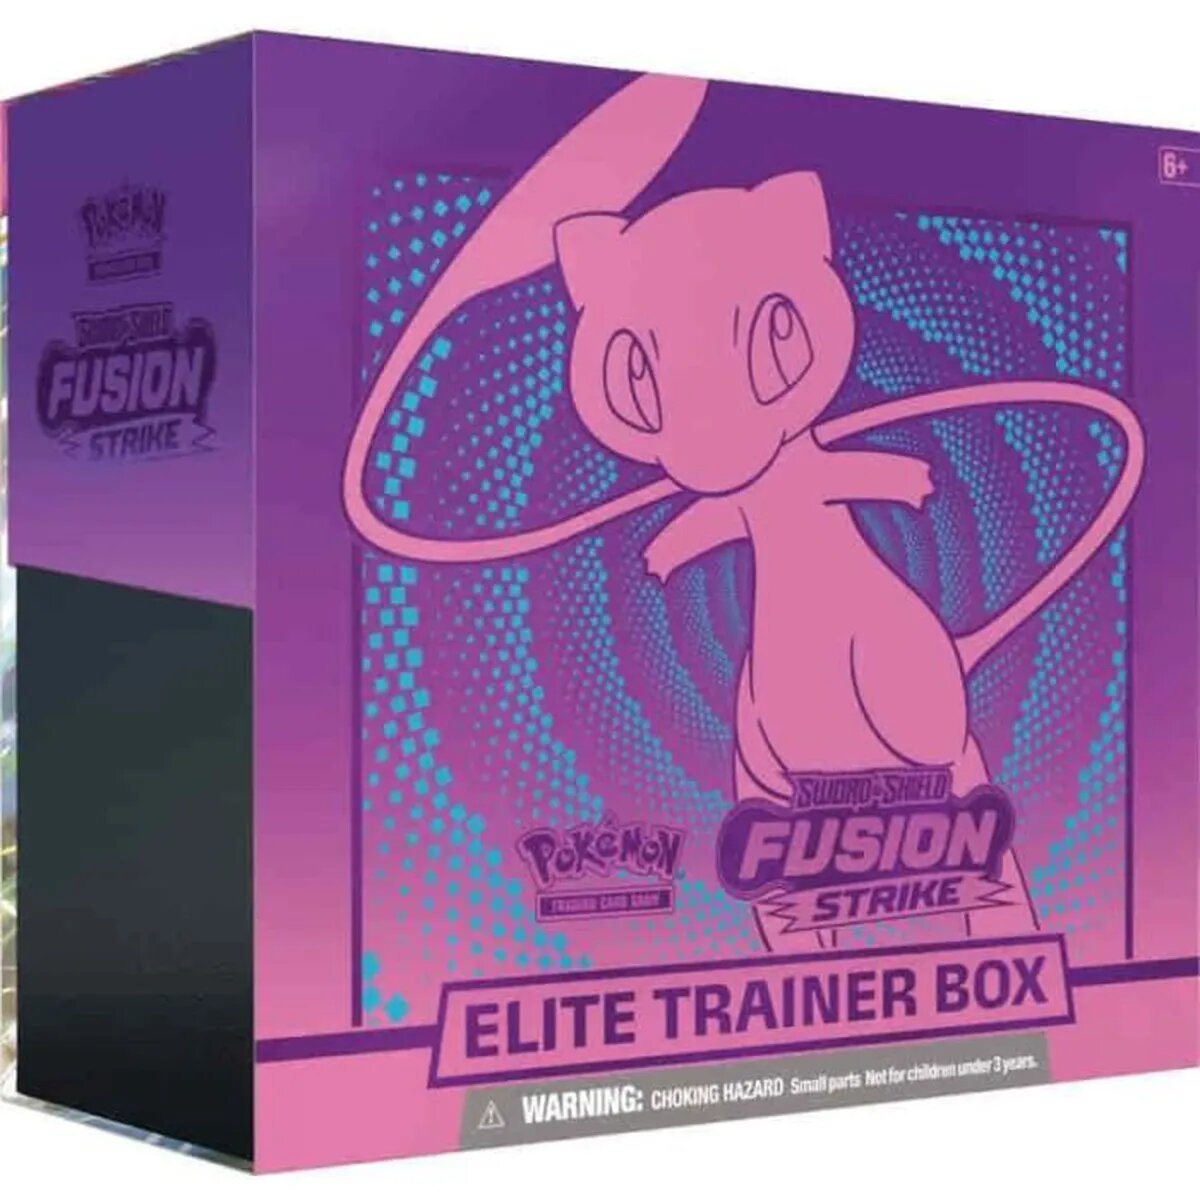 6+
POKÉMON
TRADING CARD GAME
SWORD & SHIELD
FUSION
STRIKE
POKÉMON
TRADING CARD GAME
SWORD & SHIELD
FUSION
STRIKE
ELITE TRAINER BOX
WARNING: CHOKING HAZARD Small parts Not for children under 3 years.